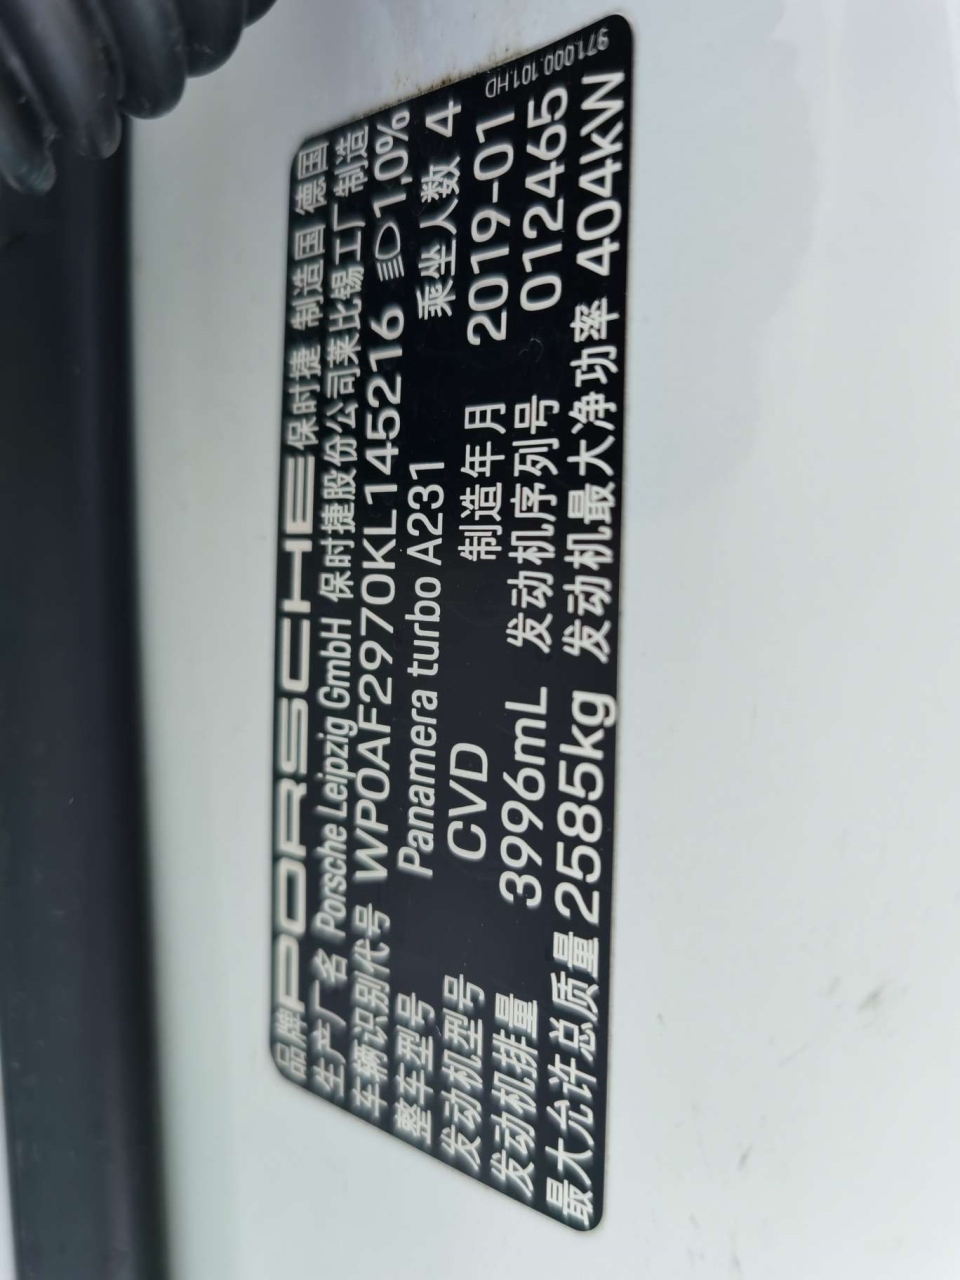 品牌 PORSCHE 保时捷 制造国 德国
生产厂名 Porsche Leipzig GmbH 保时捷股份公司莱比锡工厂制造
车辆识别代号 WP0AF2970KL145216 1,0%
整车型号 Panamera turbo A231 乘坐人数 4
发动机型号 CVD 制造年月 2019-01
发动机排量 3996mL 发动机序列号 012465
最大允许总质量 2585kg 发动机最大净功率 404kW
971.000.101.HD